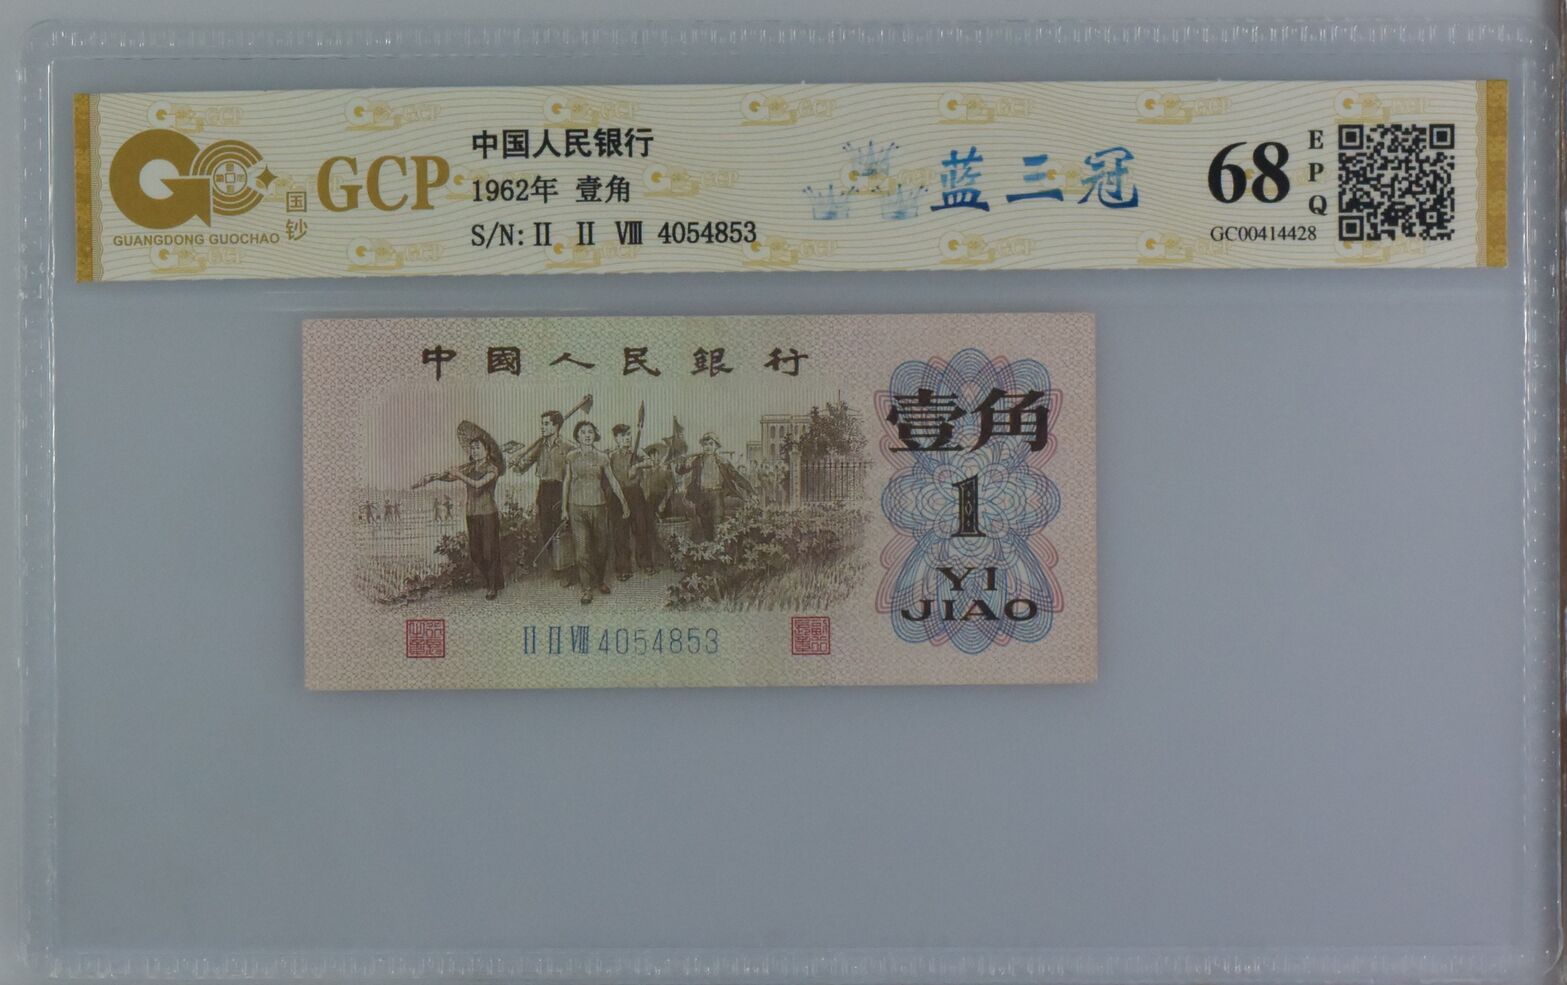 GUANGDONG GUOCHAO
国钞
GCP
中国人民银行
1962年 壹角
S/N: II II VIII 4054853
蓝三冠
68
EPQ
GC00414428
中國人民銀行
壹角
1
YI
JIAO
II II VIII 4054853